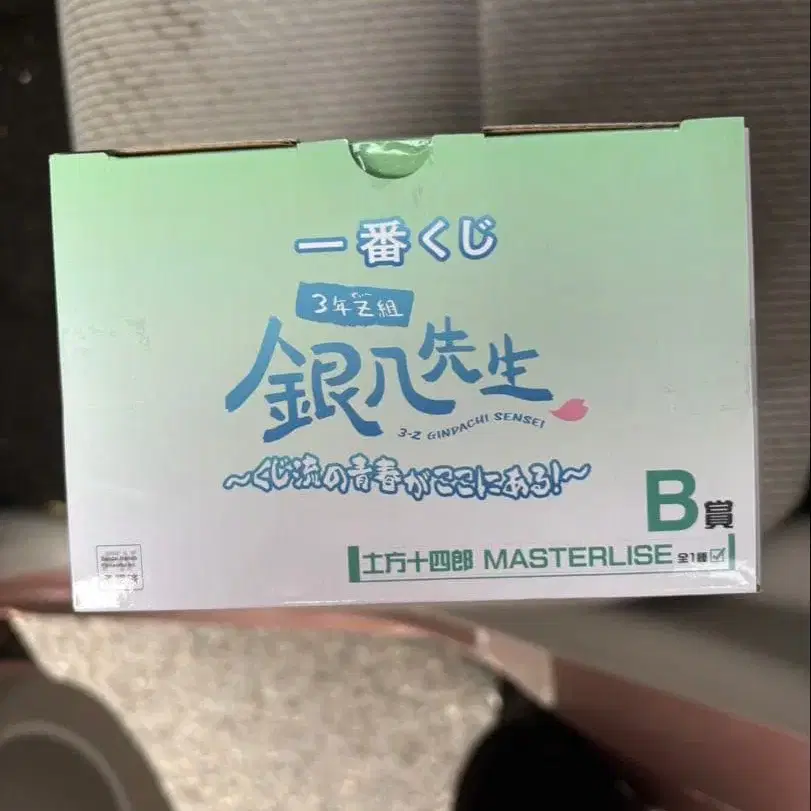 一番くじ
3年Z組
銀八先生
3-Z GINPACHI SENSEI
～くじ流の青春がここにある!～
B賞
土方十四郎 MASTERLISE 全1種